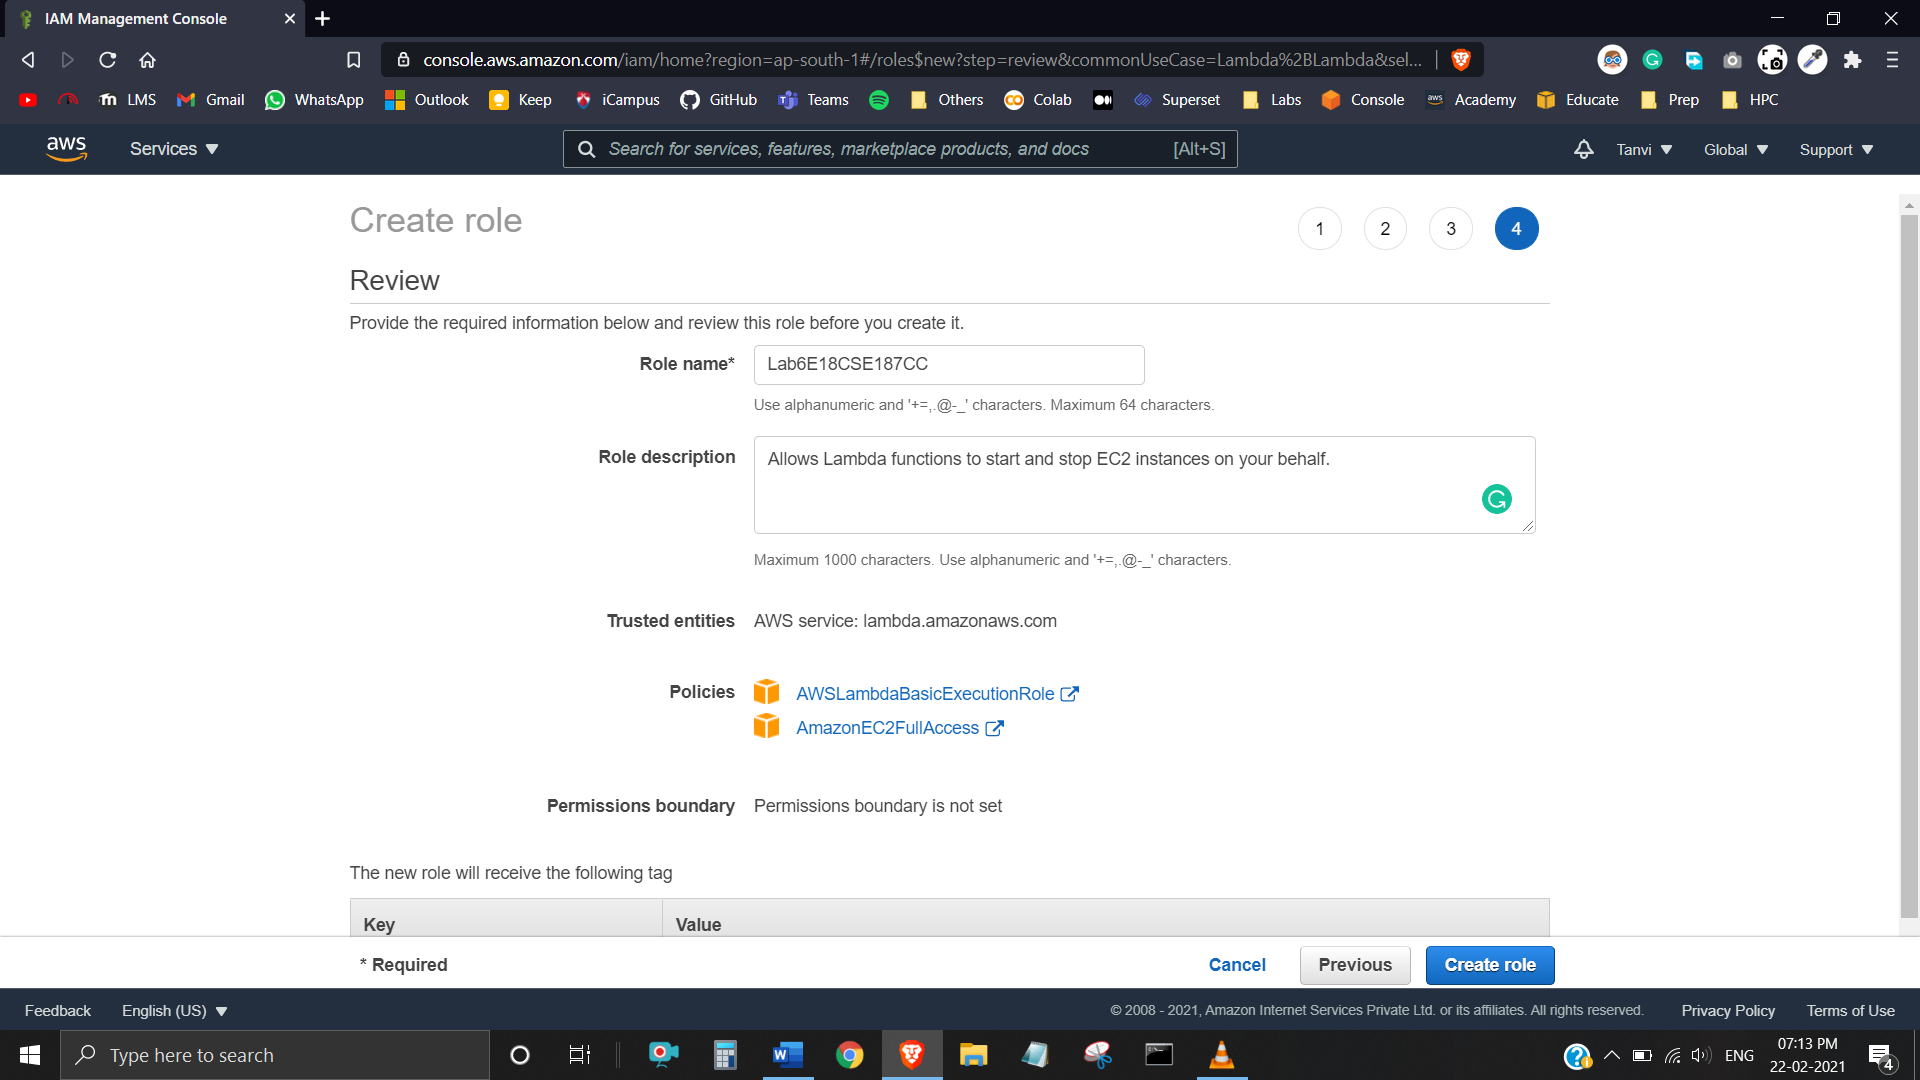 IAM Management Console
console.aws.amazon.com/iam/home?region=ap-south-1#/roles$new?step=review&commonUseCase=Lambda%2BLambda&sel...
LMS Gmail WhatsApp Outlook Keep iCampus GitHub Teams Others Colab Superset Labs Console aws Academy Educate Prep HPC
aws Services Search for services, features, marketplace products, and docs [Alt+S] Tanvi Global Support
Create role 1 2 3 4
Review
Provide the required information below and review this role before you create it.
Role name* Lab6E18CSE187CC
Use alphanumeric and '+=,.@-_' characters. Maximum 64 characters.
Role description Allows Lambda functions to start and stop EC2 instances on your behalf.
Maximum 1000 characters. Use alphanumeric and '+=,.@-_' characters.
Trusted entities AWS service: lambda.amazonaws.com
Policies AWSLambdaBasicExecutionRole
AmazonEC2FullAccess
Permissions boundary Permissions boundary is not set
The new role will receive the following tag
Key Value
* Required Cancel Previous Create role
Feedback English (US) © 2008 - 2021, Amazon Internet Services Private Ltd. or its affiliates. All rights reserved. Privacy Policy Terms of Use
Type here to search ENG 07:13 PM
22-02-2021 4